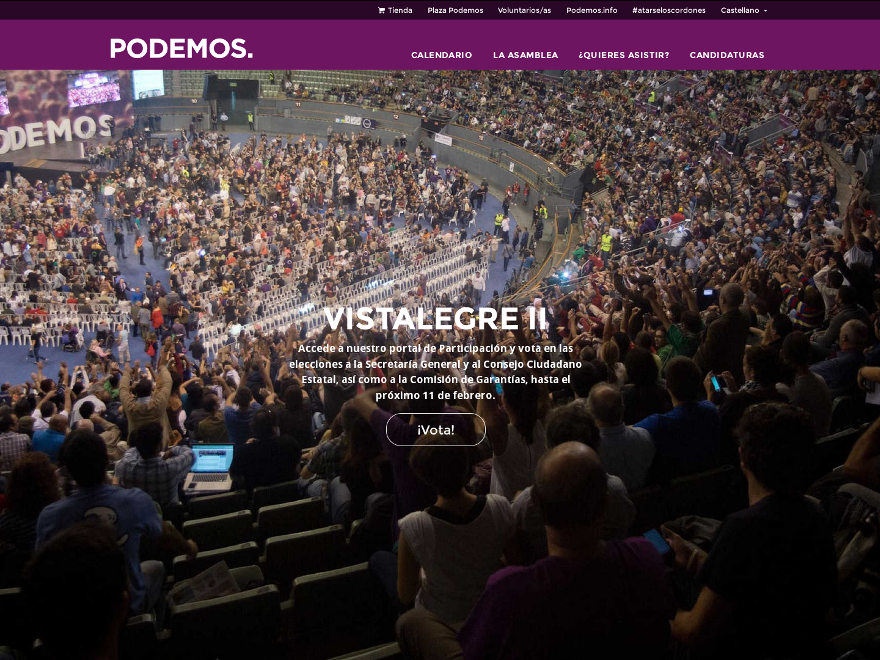 Tienda Plaza Podemos Voluntarios/as Podemos.info #atarseloscordones Castellano
PODEMOS.
CALENDARIO LA ASAMBLEA ¿QUIERES ASISTIR? CANDIDATURAS
ODEMOS
VISTALEGRE II
Accede a nuestro portal de Participación y vota en las
elecciones a la Secretaría General y al Consejo Ciudadano
Estatal, así como a la Comisión de Garantías, hasta el
próximo 11 de febrero.
¡Vota!